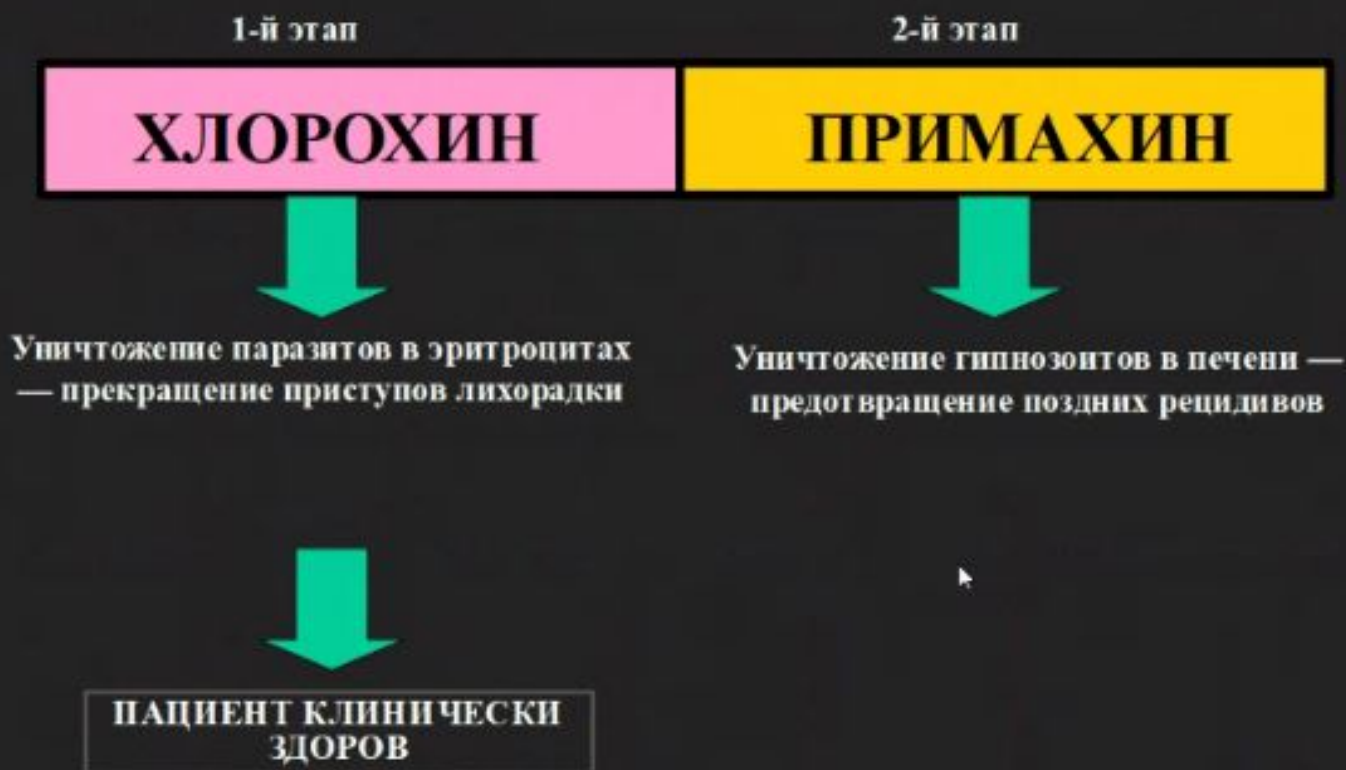 1-й этап
2-й этап
ХЛОРОХИН
ПРИМАХИН
Уничтожение паразитов в эритроцитах
— прекращение приступов лихорадки
Уничтожение гипнозоитов в печени —
предотвращение поздних рецидивов
ПАЦИЕНТ КЛИНИЧЕСКИ
ЗДОРОВ